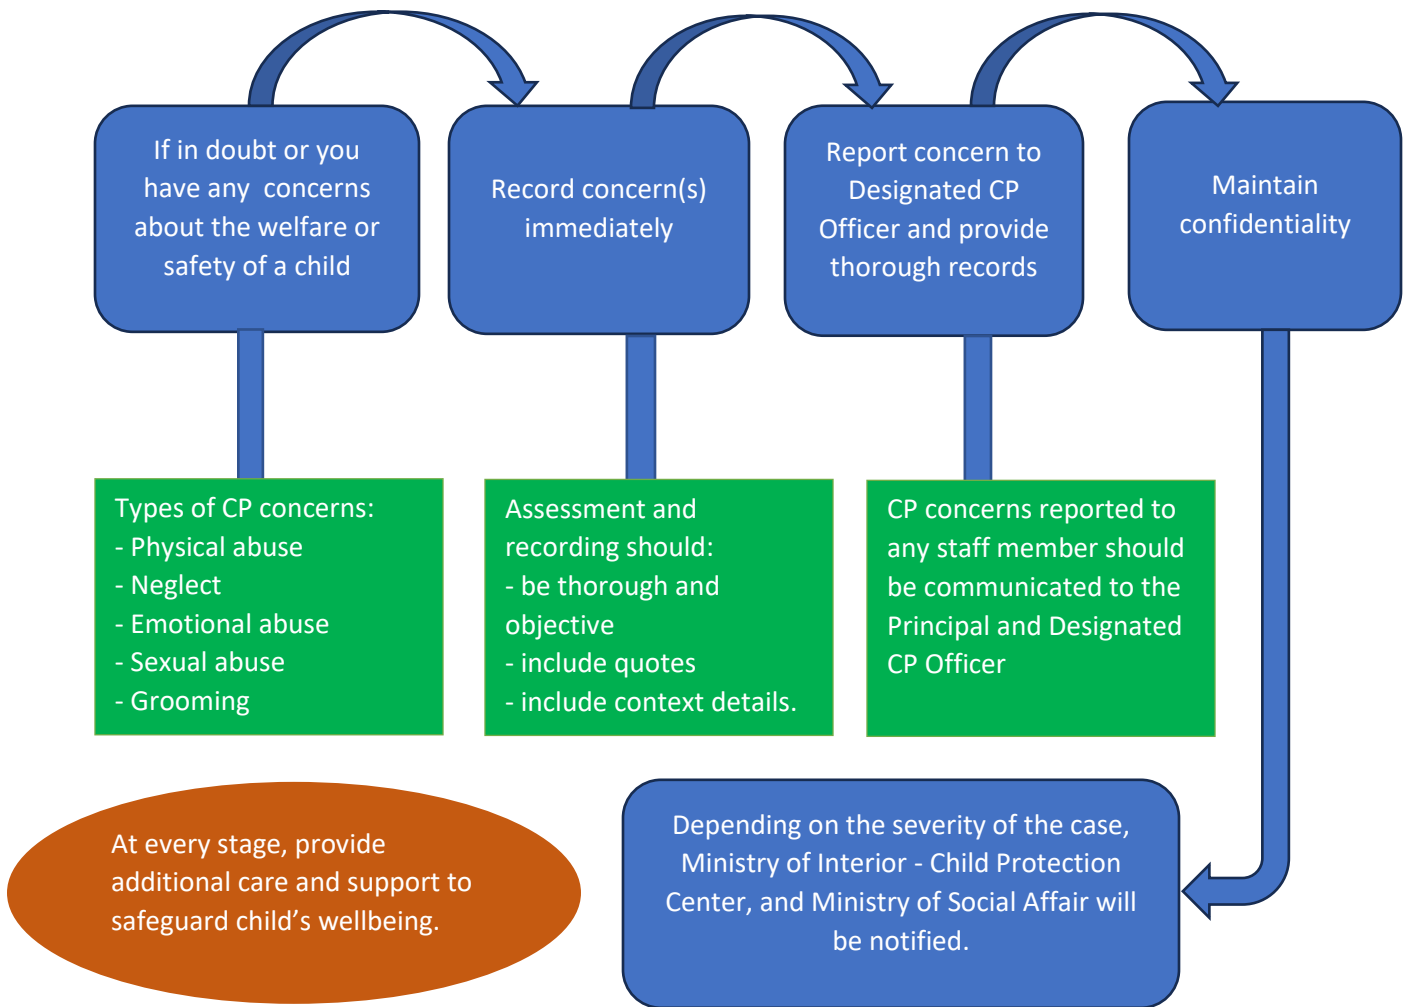 If in doubt or you
have any concerns
about the welfare or
safety of a child
Record concern(s)
immediately
Report concern to
Designated CP
Officer and provide
thorough records
Maintain
confidentiality
Types of CP concerns:
- Physical abuse
- Neglect
- Emotional abuse
- Sexual abuse
- Grooming
Assessment and
recording should:
- be thorough and
objective
- include quotes
- include context details.
CP concerns reported to
any staff member should
be communicated to the
Principal and Designated
CP Officer
At every stage, provide
additional care and support to
safeguard child’s wellbeing.
Depending on the severity of the case,
Ministry of Interior - Child Protection
Center, and Ministry of Social Affair will
be notified.